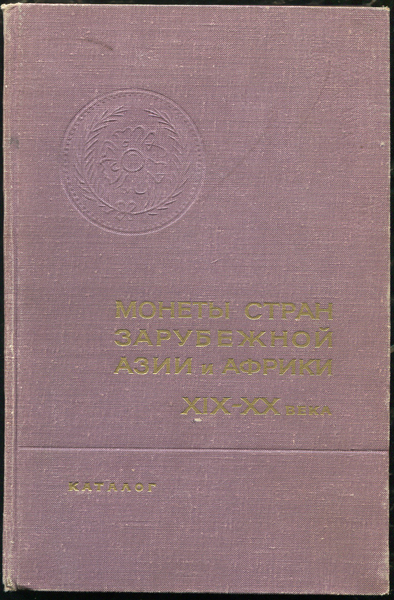 МОНЕТЫ СТРАН
ЗАРУБЕЖНОЙ
АЗИИ и АФРИКИ
XIX-XX ВЕКА
КАТАЛОГ